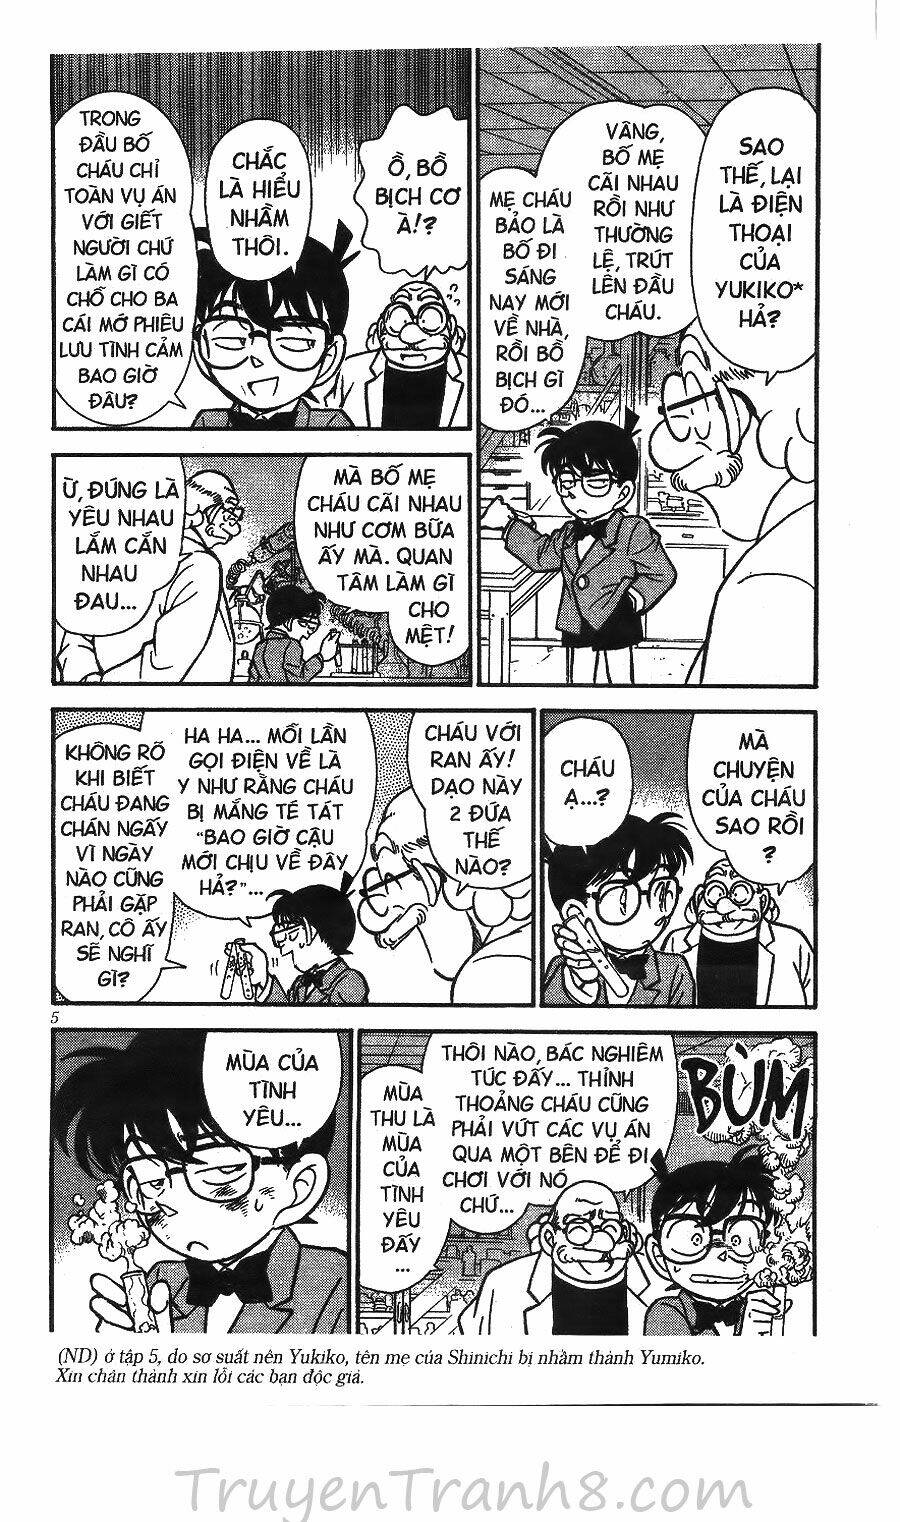 SAO
THẾ, LẠI
LÀ ĐIỆN
THOẠI
CỦA
YUKIKO*
HẢ?
VÂNG,
BỐ MẸ
CÃI NHAU
RỒI NHƯ
THƯỜNG
LỆ, TRÚT
LÊN ĐẦU
CHÁU.
MẸ CHÁU
BẢO LÀ
BỐ ĐI
SÁNG
NAY MỚI
VỀ NHÀ,
RỒI BỒ
BỊCH GÌ
ĐÓ...
Ồ, BỒ
BỊCH CƠ
À!?
CHẮC
LÀ HIỂU
NHẦM
THÔI.
TRONG
ĐẦU BỐ
CHÁU CHỈ
TOÀN VỤ ÁN
VỚI GIẾT
NGƯỜI CHỨ
LÀM GÌ CÓ
CHỖ CHO BA
CÁI MỚ PHIÊU
LƯU TÌNH CẢM
BAO GIỜ
ĐÂU?
MÀ BỐ MẸ
CHÁU CÃI NHAU
NHƯ CƠM BỮA
ẤY MÀ. QUAN
TÂM LÀM GÌ
CHO
MỆT!
Ừ, ĐÚNG LÀ
YÊU NHAU
LẮM CẮN
NHAU
ĐAU...
MÀ
CHUYỆN
CỦA CHÁU
SAO RỒI
?
CHÁU
Ạ...?
CHÁU VỚI
RAN ẤY!
DẠO NÀY
2 ĐỨA
THẾ
NÀO?
HA HA... MỖI LẦN
GỌI ĐIỆN VỀ LÀ
Y NHƯ RẰNG CHÁU
BỊ MẮNG TÉ TÁT
"BAO GIỜ CẬU
MỚI CHỊU VỀ ĐÂY
HẢ?"...
KHÔNG RÕ
KHI BIẾT
CHÁU ĐANG
CHÁN NGẤY
VÌ NGÀY
NÀO CŨNG
PHẢI GẶP
RAN, CÔ ẤY
SẼ NGHĨ
GÌ?
5
BÙM
THÔI NÀO, BÁC NGHIÊM
TÚC ĐẤY... THỈNH
THOẢNG CHÁU CŨNG
PHẢI VỨT CÁC VỤ ÁN
QUA MỘT BÊN ĐỂ ĐI
CHƠI VỚI NÓ
CHỨ...
MÙA
THU LÀ
MÙA
CỦA
TÌNH
YÊU
ĐẤY
...
MÙA CỦA
TÌNH
YÊU...
(ND) ở tập 5, do sơ suất nên Yukiko, tên mẹ của Shinichi bị nhầm thành Yumiko.
Xin chân thành xin lỗi các bạn độc giả.
TruyenTranh8.com